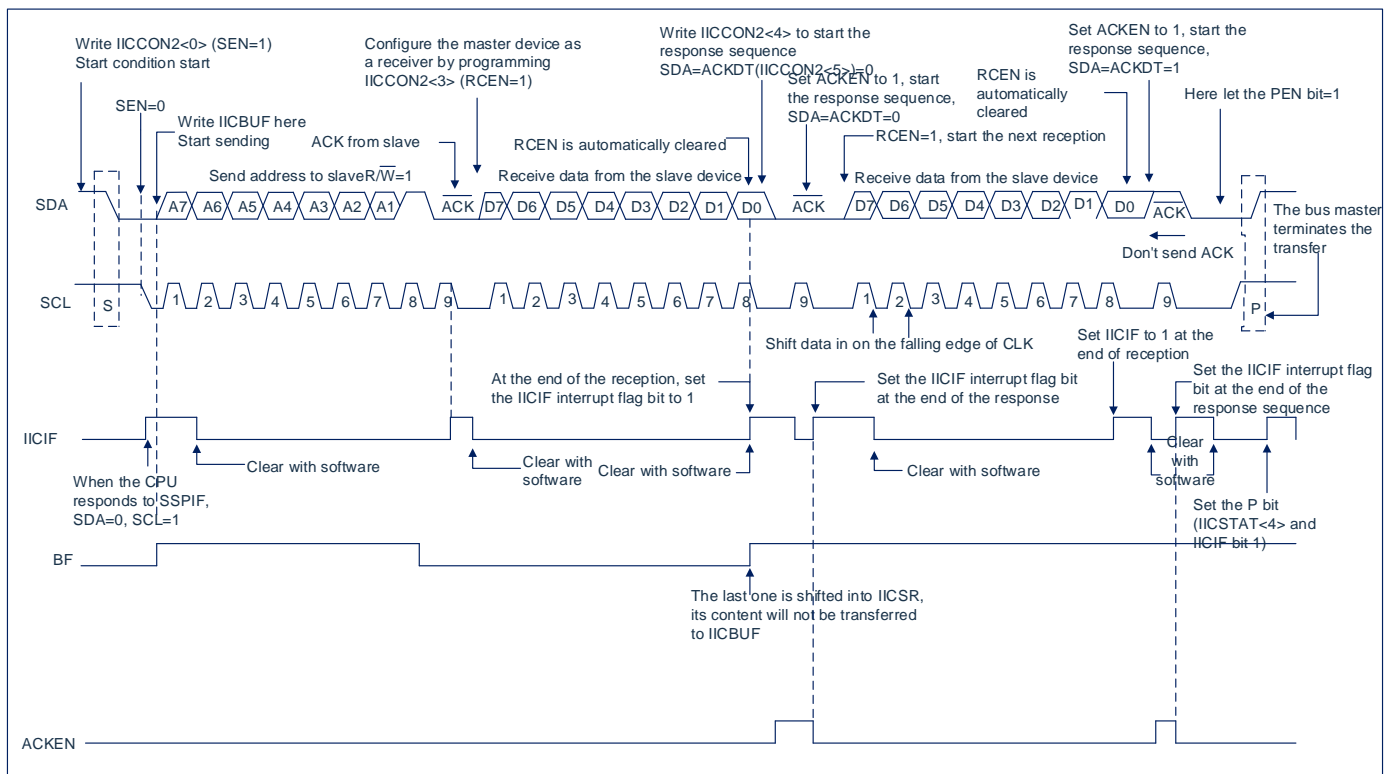 Write IICCON2<0> (SEN=1)
Start condition start
Configure the master device as
a receiver by programming
IICCON2<3> (RCEN=1)
Write IICCON2<4> to start the
response sequence
SDA=ACKDT(IICCON2<5>)=0
Set ACKEN to 1, start
the response sequence,
SDA=ACKDT=0
RCEN is
automatically
cleared
Set ACKEN to 1, start the
response sequence,
SDA=ACKDT=1
Here let the PEN bit=1
SEN=0
Write IICBUF here
Start sending
ACK from slave
RCEN is automatically cleared
RCEN=1, start the next reception
Send address to slaveR/W̅=1
Receive data from the slave device
Receive data from the slave device
SDA A7 A6 A5 A4 A3 A2 A1 ACK D7 D6 D5 D4 D3 D2 D1 D0 ACK D7 D6 D5 D4 D3 D2 D1 D0 ACK
The bus master
terminates the
transfer
Don't send ACK
SCL S 1 2 3 4 5 6 7 8 9 1 2 3 4 5 6 7 8 9 1 2 3 4 5 6 7 8 9 P
Shift data in on the falling edge of CLK
Set IICIF to 1 at the
end of reception
At the end of the reception, set
the IICIF interrupt flag bit to 1
Set the IICIF interrupt flag bit
at the end of the response
Set the IICIF interrupt flag
bit at the end of the
response sequence
IICIF
Clear with software
Clear with
software
Clear with software
Clear with software
Clear
with
software
When the CPU
responds to SSPIF,
SDA=0, SCL=1
Set the P bit
(IICSTAT<4> and
IICIF bit 1)
BF
The last one is shifted into IICSR,
its content will not be transferred
to IICBUF
ACKEN